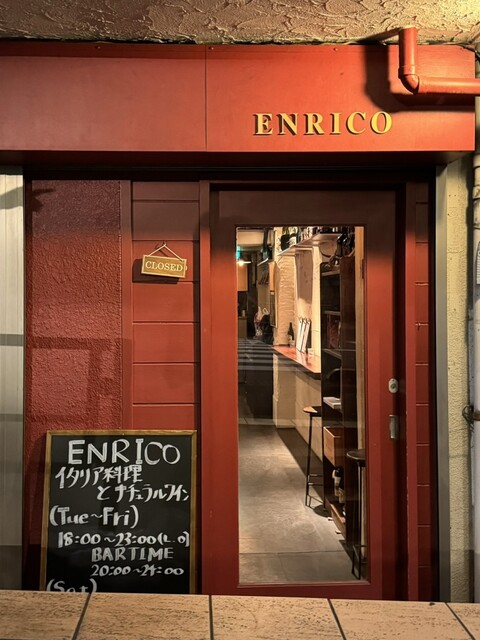 ENRICO
CLOSED
ENRICO
イタリア料理
とナチュラルワイン
(Tue~Fri)
18:00~23:00(L.O)
BARTIME
20:00~24:00
(Sat)